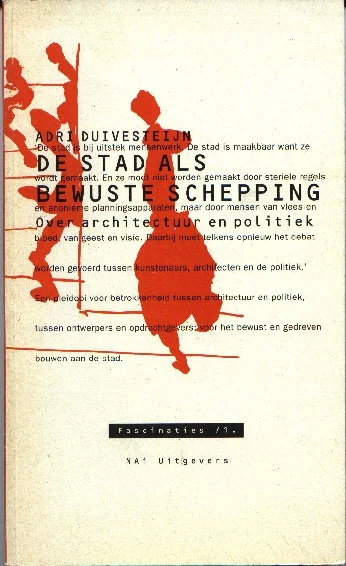 ADRI DUIVESTEIJN
'De stad is bij uitstek mensenwerk. De stad is maakbaar want ze
DE STAD ALS
wordt gemaakt. En ze moet niet worden gemaakt door steriele regels
BEWUSTE SCHEPPING
en anonieme planningsapparaten, maar door mensen van vlees en
Over architectuur en politiek
bloed, van geest en visie. Daarbij moet telkens opnieuw het debat
worden gevoerd tussen kunstenaars, architecten en de politiek.'
Een pleidooi voor betrokkenheid tussen architectuur en politiek,
tussen ontwerpers en opdrachtgevers: voor het bewust en gedreven
bouwen aan de stad.
Fascinaties /1.
NAi Uitgevers